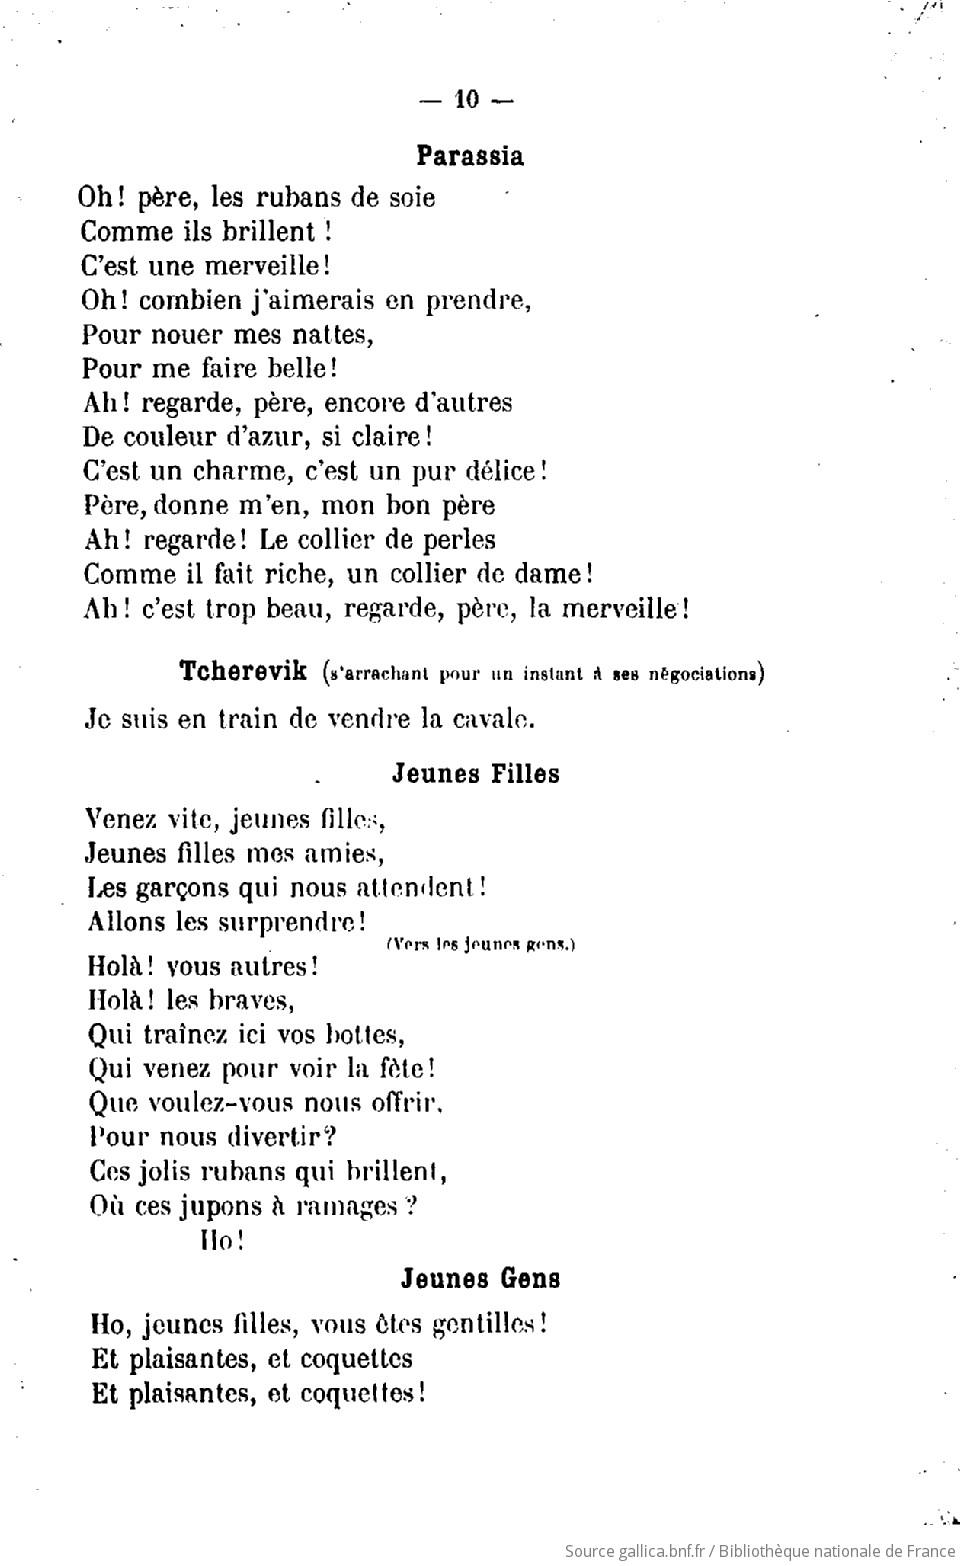 — 10 —
Parassia
Oh! père, les rubans de soie
Comme ils brillent !
C'est une merveille!
Oh! combien j'aimerais en prendre,
Pour nouer mes nattes,
Pour me faire belle!
Ah! regarde, père, encore d'autres
De couleur d'azur, si claire!
C'est un charme, c'est un pur délice!
Père, donne m'en, mon bon père
Ah! regarde! Le collier de perles
Comme il fait riche, un collier de dame!
Ah! c'est trop beau, regarde, père, la merveille!
Tcherevik (s'arrachant pour un instant à ses négociations)
Je suis en train de vendre la cavale.
Jeunes Filles
Venez vite, jeunes filles,
Jeunes filles mes amies,
Les garçons qui nous attendent!
Allons les surprendre!
(Vers les jeunes gens.)
Holà! vous autres!
Holà! les braves,
Qui traînez ici vos bottes,
Qui venez pour voir la fête!
Que voulez-vous nous offrir,
Pour nous divertir?
Ces jolis rubans qui brillent,
Où ces jupons à ramages ?
Ho!
Jeunes Gens
Ho, jeunes filles, vous êtes gentilles!
Et plaisantes, et coquettes
Et plaisantes, et coquettes!
Source gallica.bnf.fr / Bibliothèque nationale de France